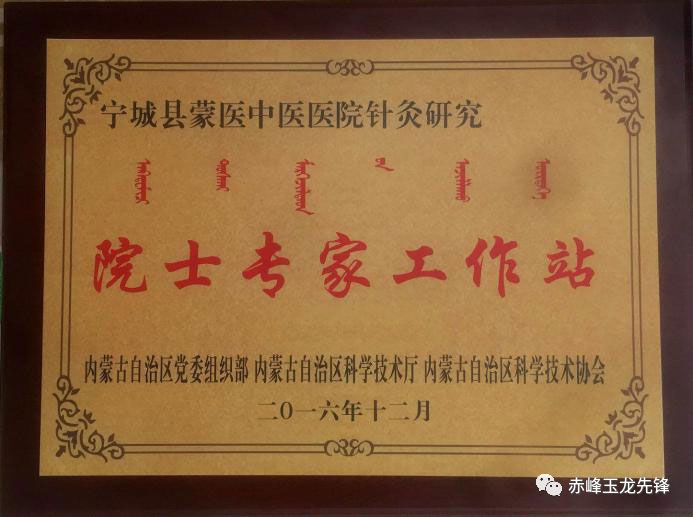 宁城县蒙医中医医院针灸研究
院士专家工作站
内蒙古自治区党委组织部 内蒙古自治区科学技术厅 内蒙古自治区科学技术协会
二〇一六年十二月
赤峰玉龙先锋